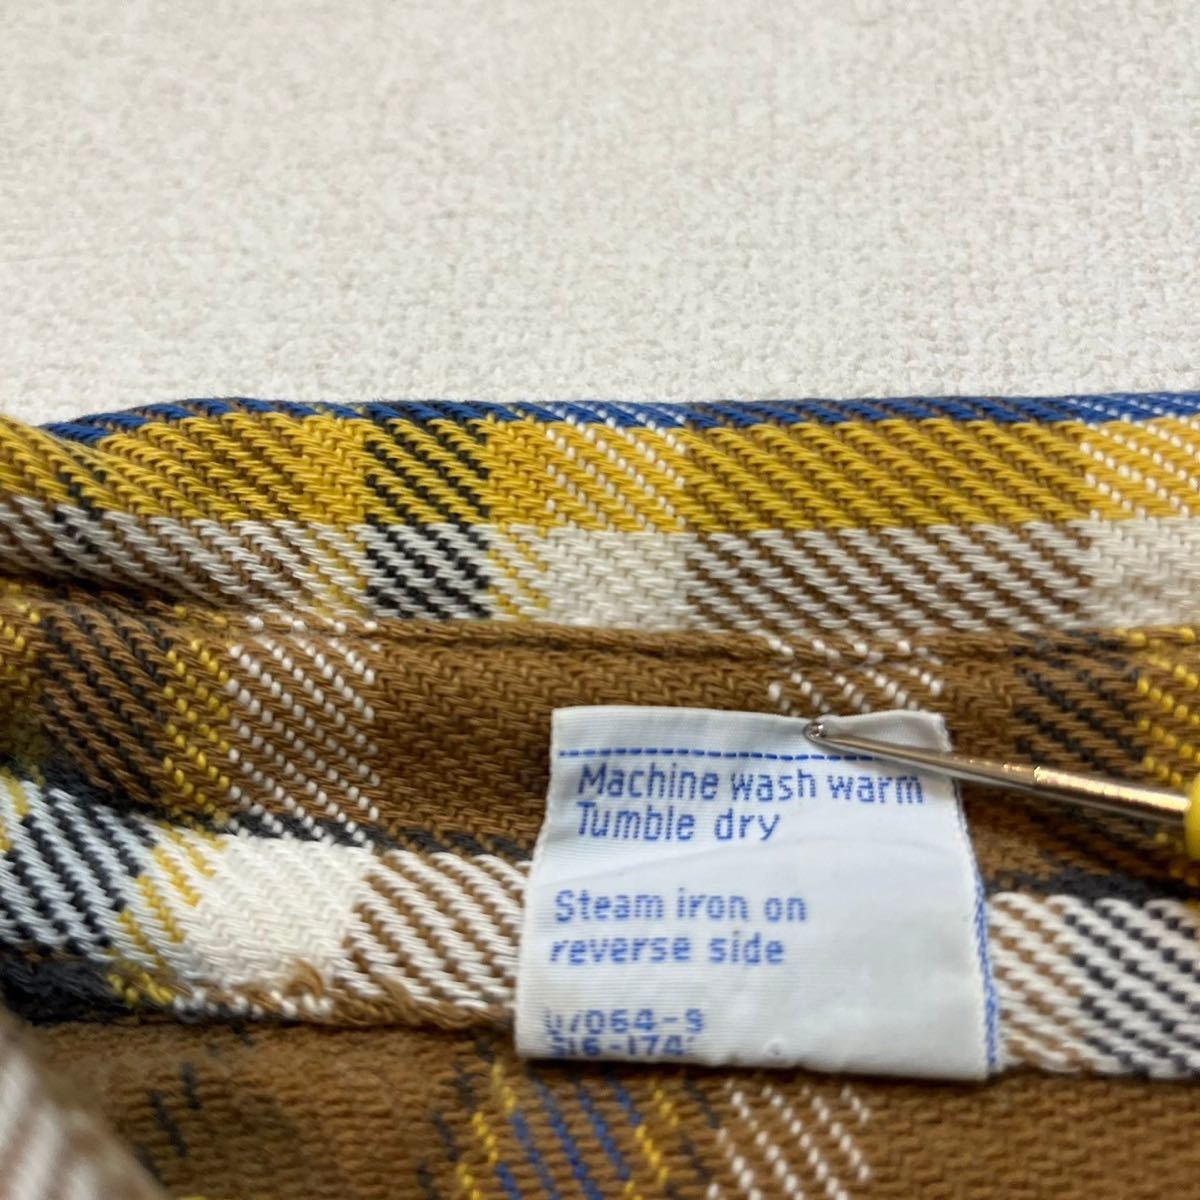 Machine wash warm
Tumble dry
Steam iron on
reverse side